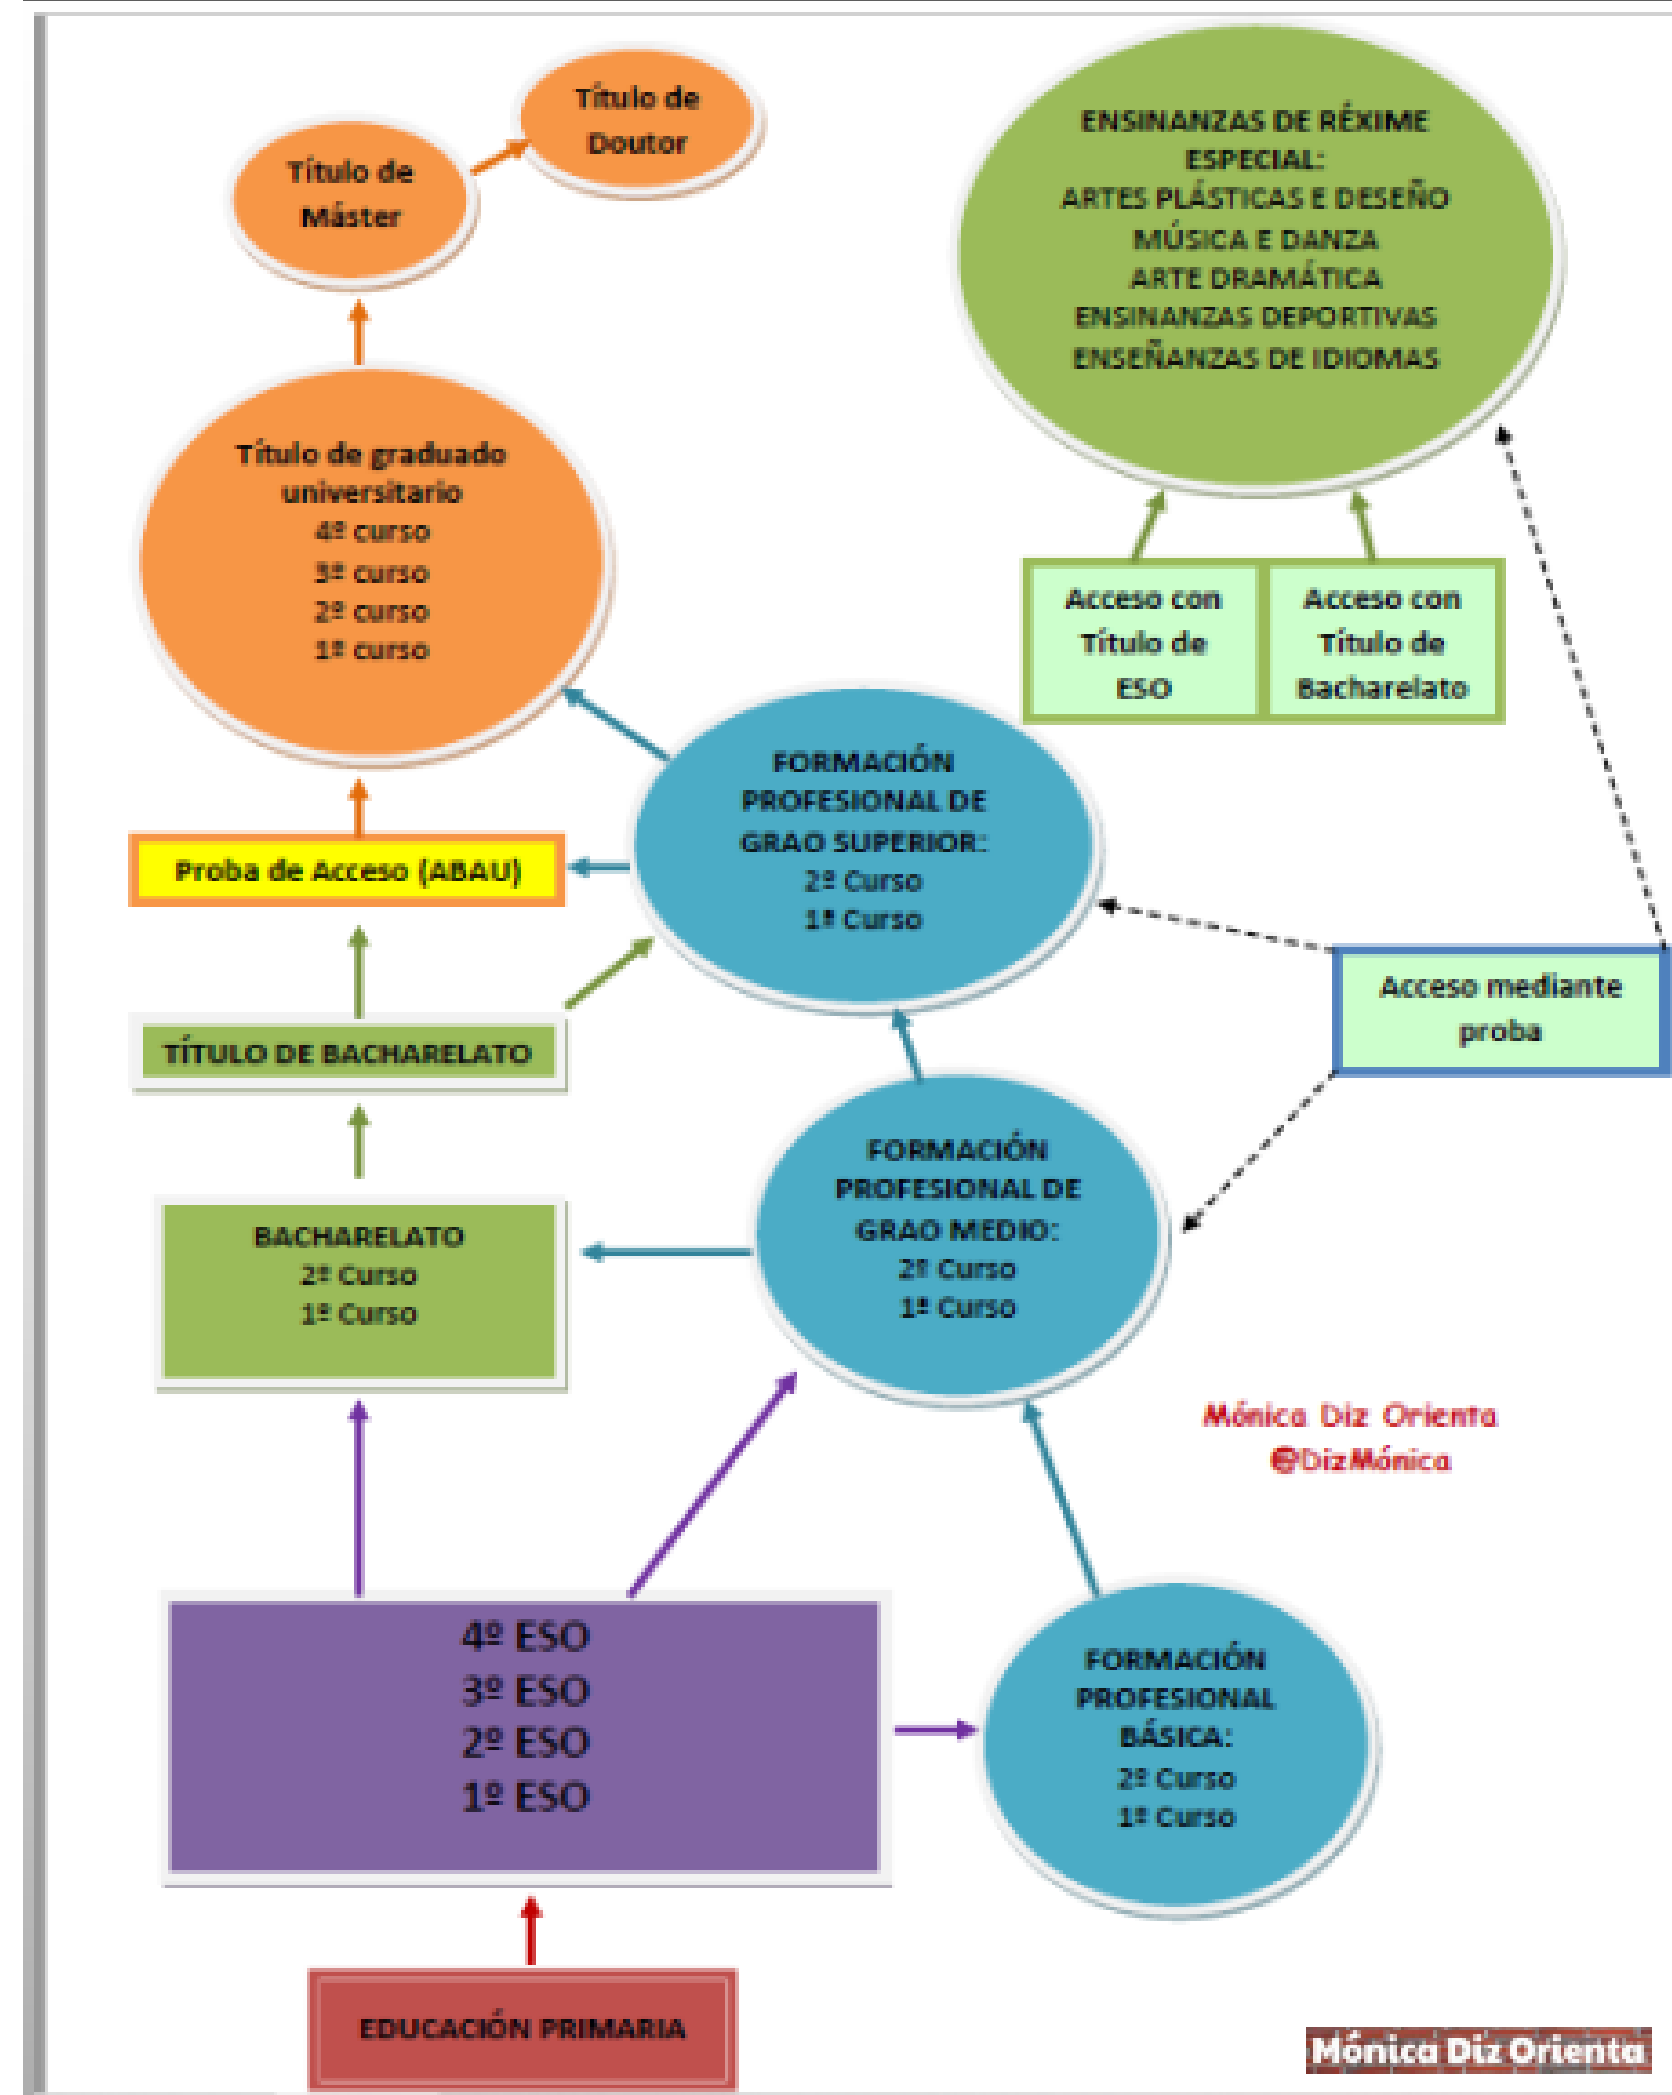 Título de
Doutor
Título de
Máster
ENSINANZAS DE RÉXIME
ESPECIAL:
ARTES PLÁSTICAS E DESEÑO
MÚSICA E DANZA
ARTE DRAMÁTICA
ENSINANZAS DEPORTIVAS
ENSEÑANZAS DE IDIOMAS
Título de graduado
universitario
4º curso
3º curso
2º curso
1º curso
Acceso con
Título de
ESO
Acceso con
Título de
Bacharelato
FORMACIÓN
PROFESIONAL DE
GRAO SUPERIOR:
2º Curso
1º Curso
Proba de Acceso (ABAU)
Acceso mediante
proba
TÍTULO DE BACHARELATO
FORMACIÓN
PROFESIONAL DE
GRAO MEDIO:
2º Curso
1º Curso
BACHARELATO
2º Curso
1º Curso
Mónica Diz Orienta
@DizMónica
4º ESO
3º ESO
2º ESO
1º ESO
FORMACIÓN
PROFESIONAL
BÁSICA:
2º Curso
1º Curso
EDUCACIÓN PRIMARIA
Mónica Diz Orienta